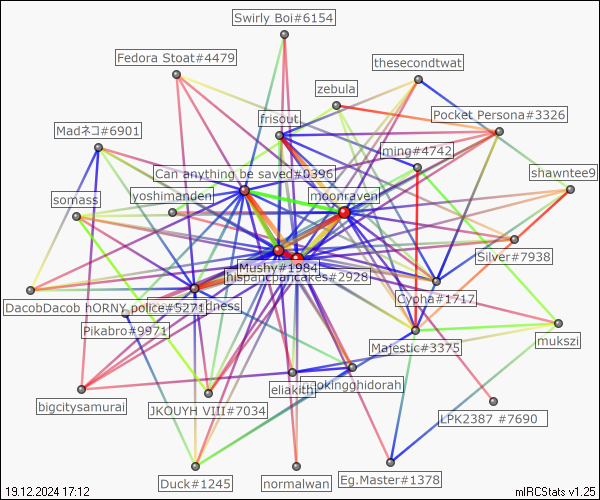 Swirly Boi#6154
Fedora Stoat#4479
thesecondtwat
zebula
Pocket Persona#3326
frisout
Madネコ#6901
ming#4742
Can anything be saved#0396
shawntee9
yoshimanden
moonraven
somass
Silver#7938
Mushy#1984
hispancpancakes#2928
Cypha#1717
DacobDacob hORNY police#5271
dness
Pikabro#9971
Majestic#3375
mukszi
eliakith
okingghidorah
bigcitysamurai
JKOUYH VIII#7034
LPK2387 #7690
Duck#1245
normalwan
Eg.Master#1378
19.12.2024 17:12
mIRCStats v1.25